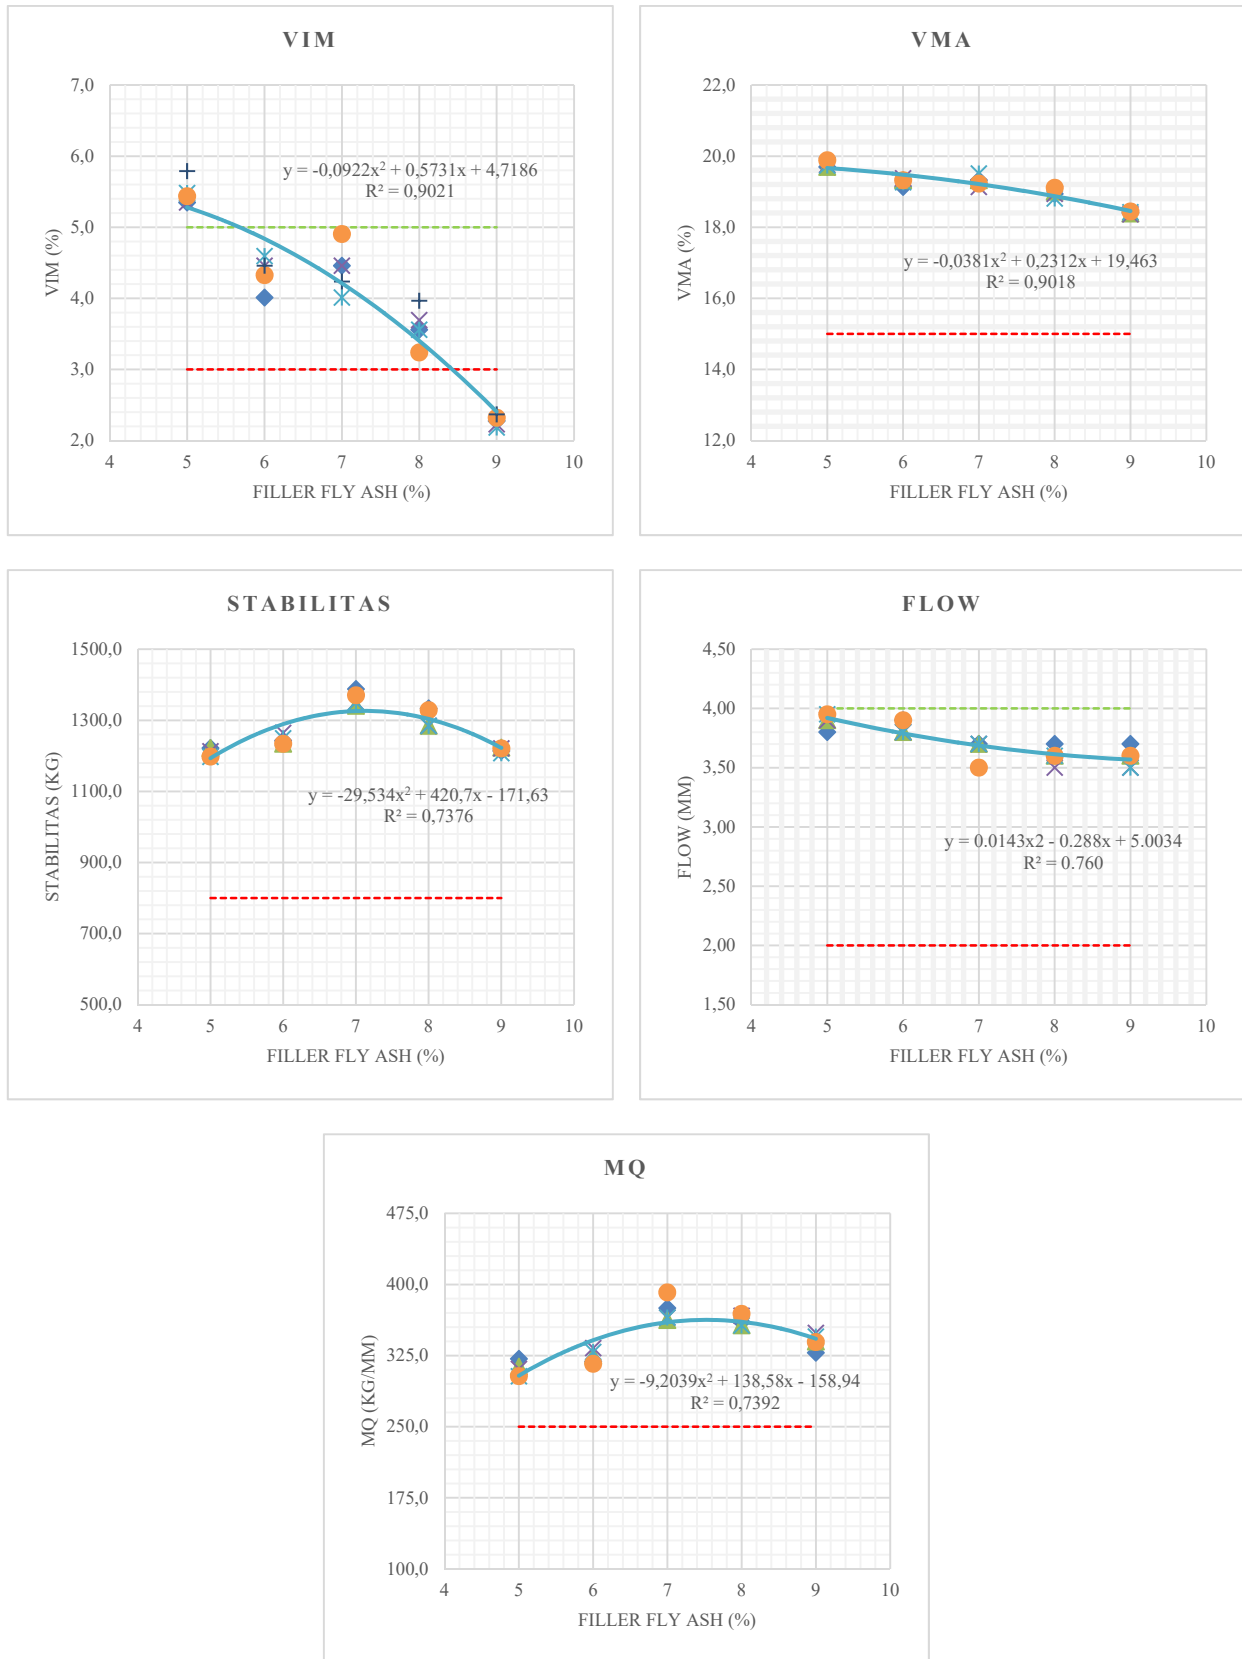 VIM
7,0
6,0
5,0
4,0
3,0
2,0
VIM (%)
y = -0,0922x² + 0,5731x + 4,7186
R² = 0,9021
4 5 6 7 8 9 10
FILLER FLY ASH (%)
VMA
22,0
20,0
18,0
16,0
14,0
12,0
VMA (%)
y = -0,0381x² + 0,2312x + 19,463
R² = 0,9018
4 5 6 7 8 9 10
FILLER FLY ASH (%)
STABILITAS
1500,0
1300,0
1100,0
900,0
700,0
500,0
STABILITAS (KG)
y = -29,534x² + 420,7x - 171,63
R² = 0,7376
4 5 6 7 8 9 10
FILLER FLY ASH (%)
FLOW
4,50
4,00
3,50
3,00
2,50
2,00
1,50
FLOW (MM)
y = 0.0143x2 - 0.288x + 5.0034
R² = 0.760
4 5 6 7 8 9 10
FILLER FLY ASH (%)
MQ
475,0
400,0
325,0
250,0
175,0
100,0
MQ (KG/MM)
y = -9,2039x² + 138,58x - 158,94
R² = 0,7392
4 5 6 7 8 9 10
FILLER FLY ASH (%)